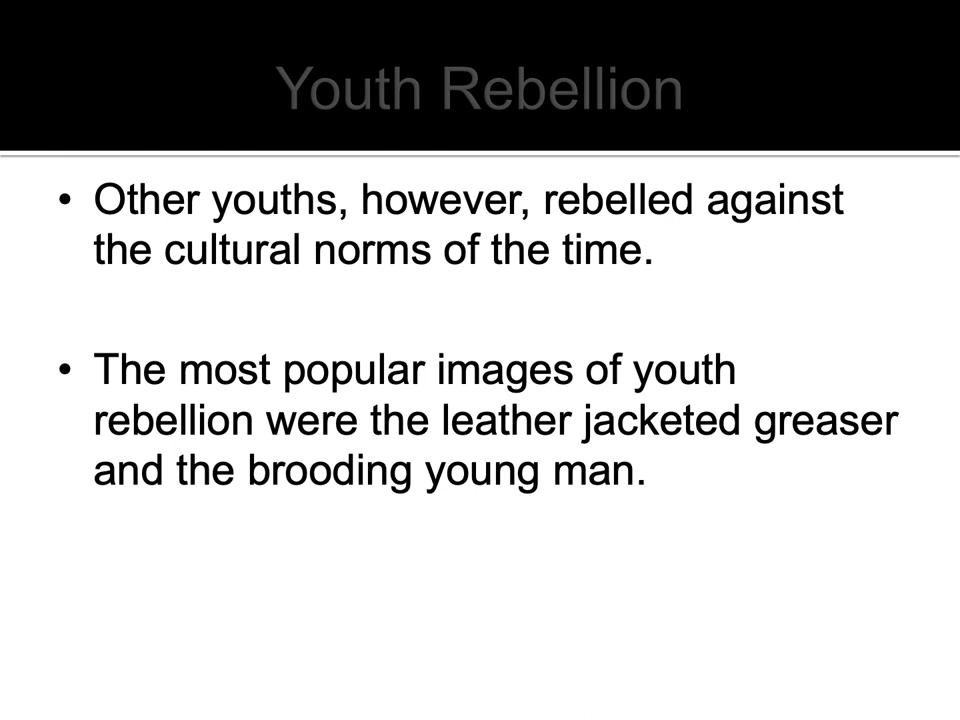 Youth Rebellion
• Other youths, however, rebelled against
the cultural norms of the time.
• The most popular images of youth
rebellion were the leather jacketed greaser
and the brooding young man.